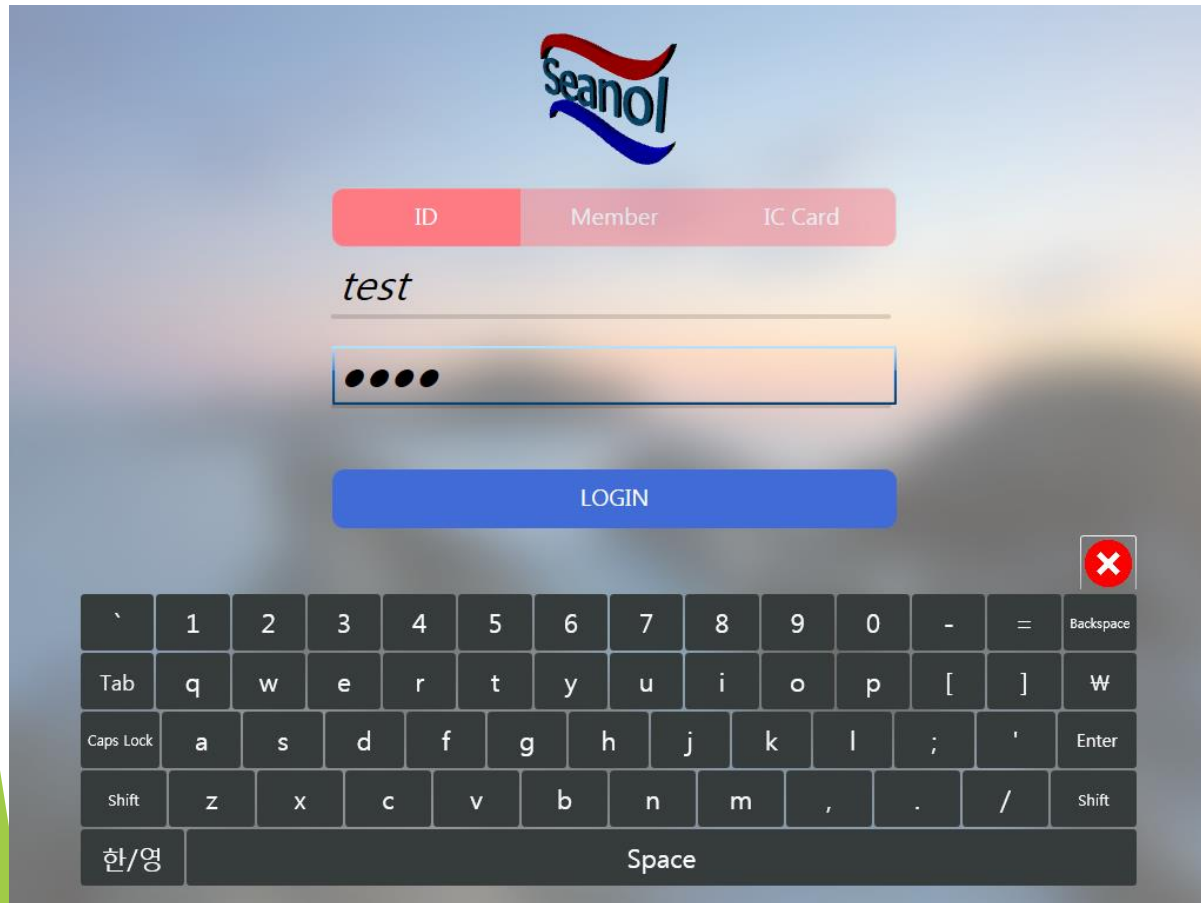 Seanol
ID Member IC Card
test
●●●●
LOGIN
` 1 2 3 4 5 6 7 8 9 0 - = Backspace
Tab q w e r t y u i o p [ ] ₩
Caps Lock a s d f g h j k l ; ' Enter
Shift z x c v b n m , . / Shift
한/영 Space